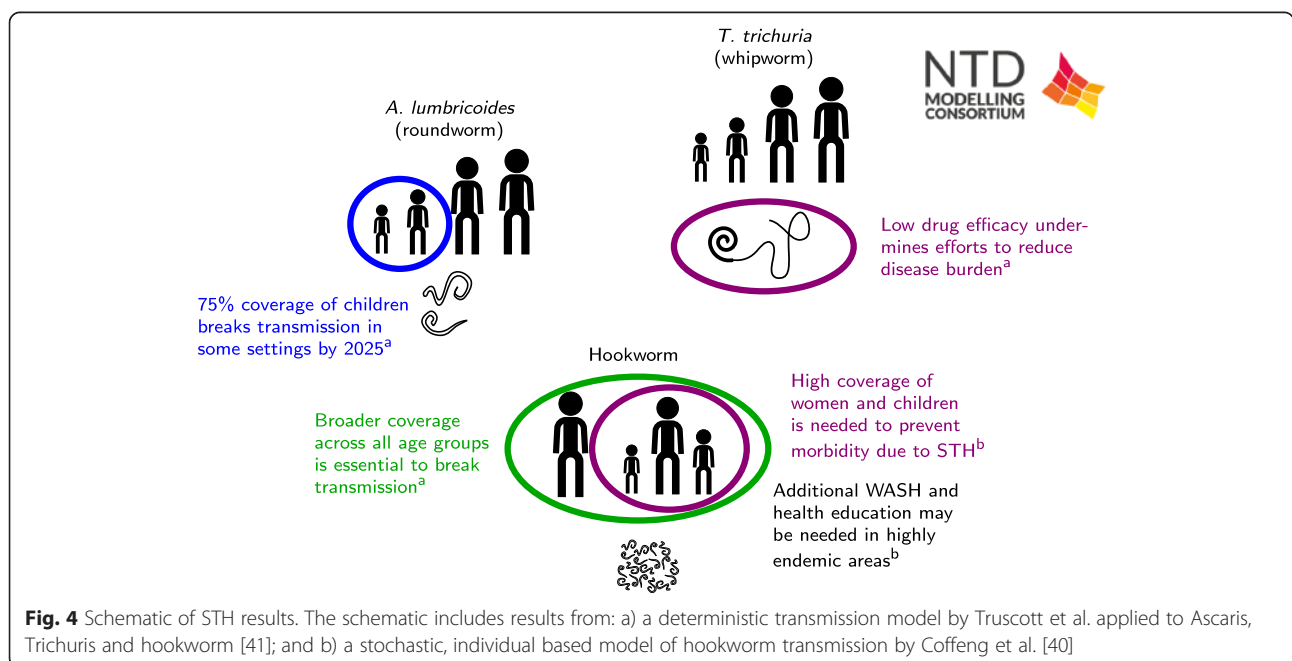 T. trichuria
(whipworm)
NTD
MODELLING
CONSORTIUM
A. lumbricoides
(roundworm)
Low drug efficacy under-
mines efforts to reduce
disease burdenᵃ
75% coverage of children
breaks transmission in
some settings by 2025ᵃ
Hookworm
High coverage of
women and children
is needed to prevent
morbidity due to STHᵇ
Broader coverage
across all age groups
is essential to break
transmissionᵃ
Additional WASH and
health education may
be needed in highly
endemic areasᵇ
Fig. 4 Schematic of STH results. The schematic includes results from: a) a deterministic transmission model by Truscott et al. applied to Ascaris,
Trichuris and hookworm [41]; and b) a stochastic, individual based model of hookworm transmission by Coffeng et al. [40]